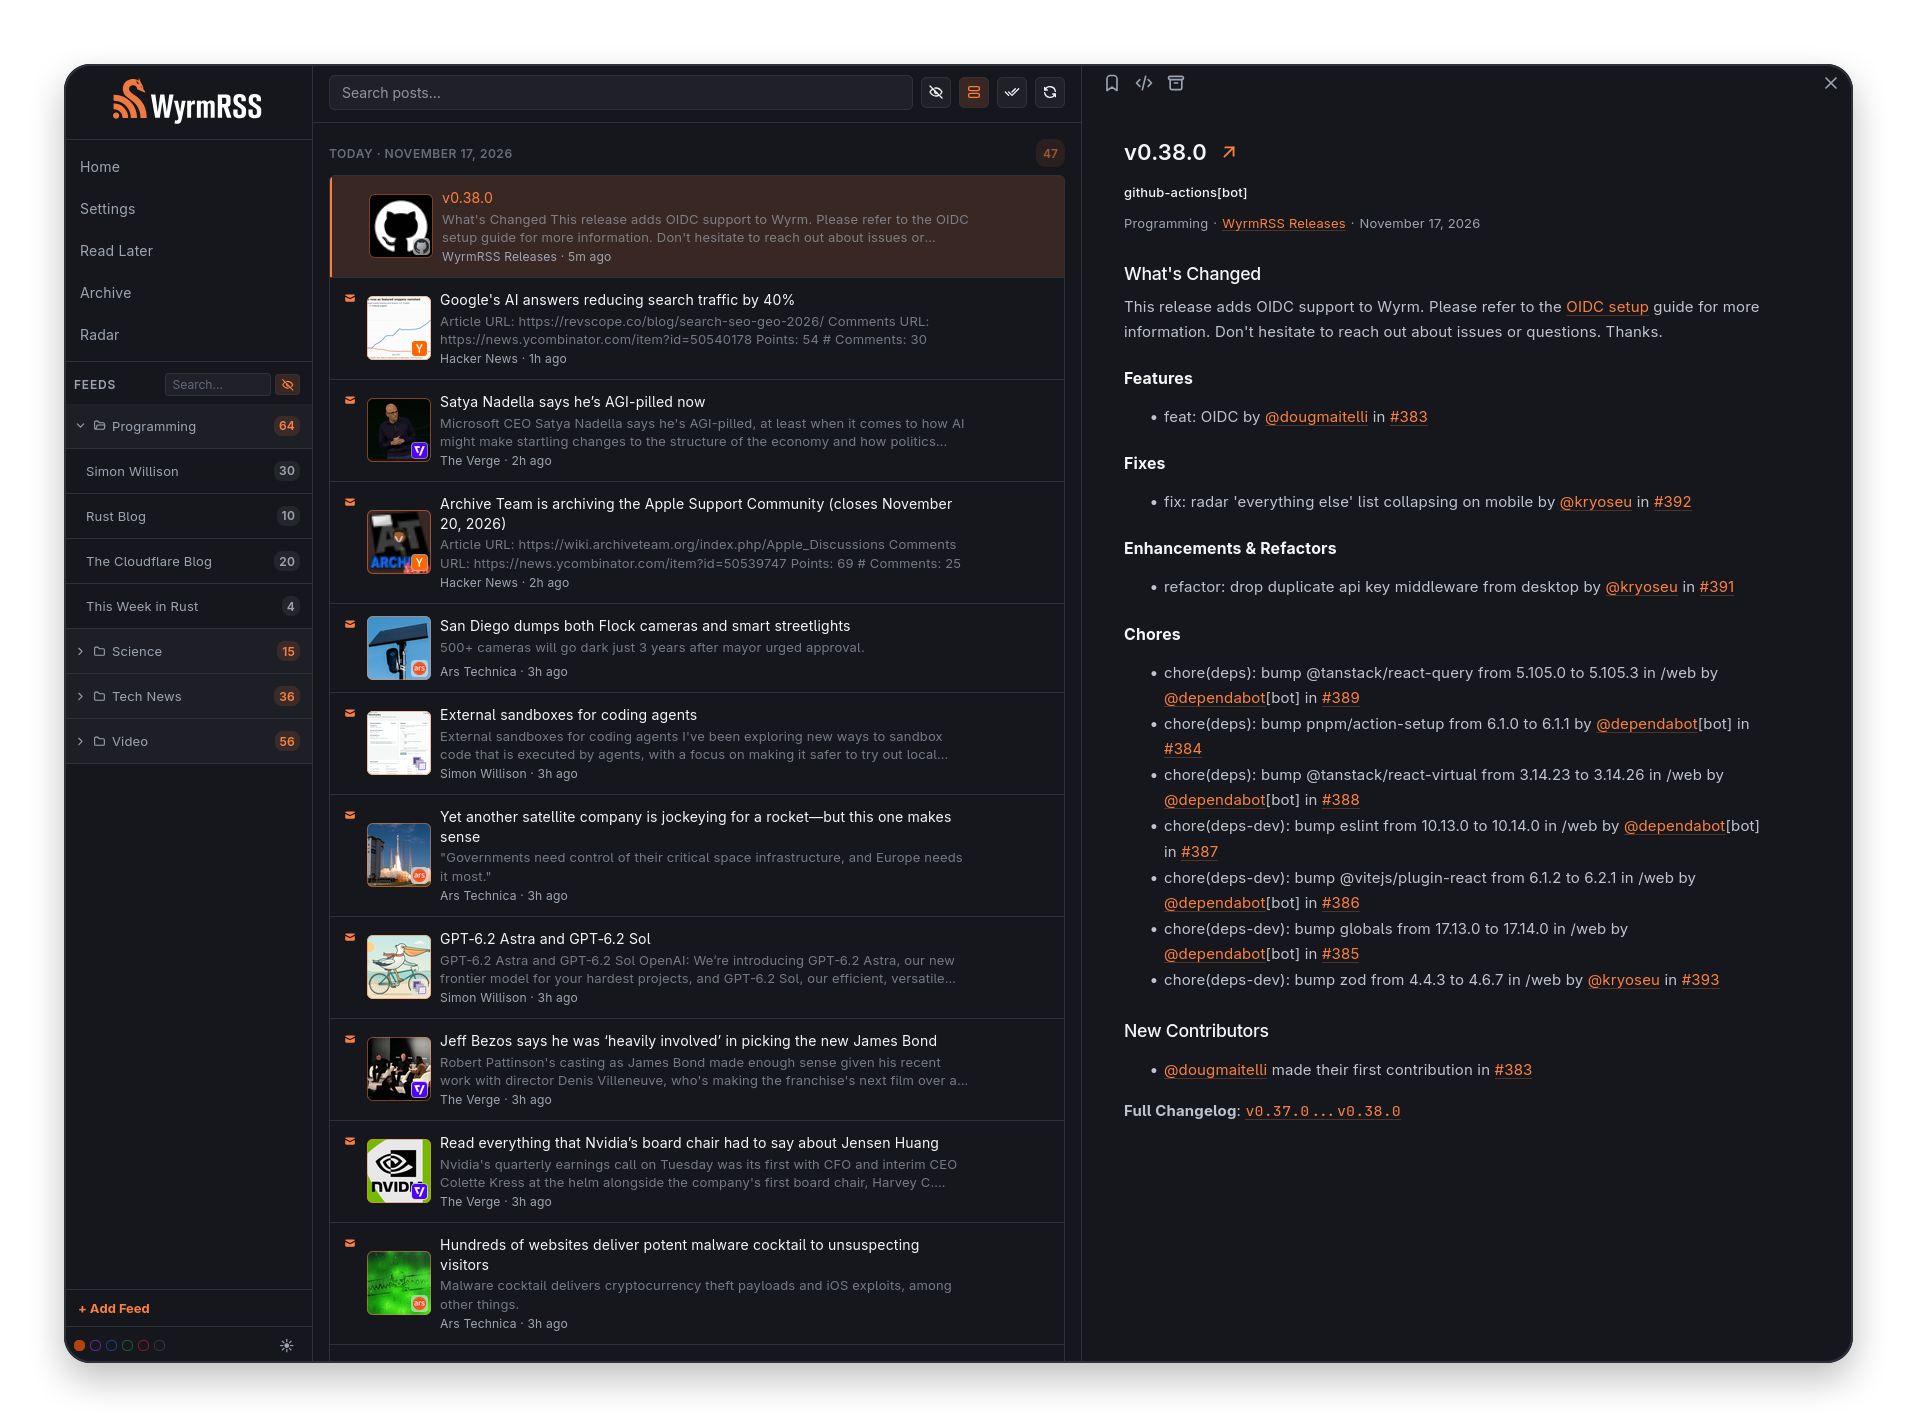 WyrmRSS
Home
Settings
Read Later
Archive
Radar
FEEDS
Search...
Programming
64
Simon Willison
30
Rust Blog
10
The Cloudflare Blog
20
This Week in Rust
4
Science
15
Tech News
36
Video
56
+ Add Feed
Search posts...
TODAY · NOVEMBER 17, 2026
47
v0.38.0
What's Changed This release adds OIDC support to Wyrm. Please refer to the OIDC
setup guide for more information. Don't hesitate to reach out about issues or...
WyrmRSS Releases · 5m ago
Google's AI answers reducing search traffic by 40%
Article URL: https://revscope.co/blog/search-seo-geo-2026/ Comments URL:
https://news.ycombinator.com/item?id=50540178 Points: 54 # Comments: 30
Hacker News · 1h ago
Y
Satya Nadella says he’s AGI-pilled now
Microsoft CEO Satya Nadella says he's AGI-pilled, at least when it comes to how AI
might make startling changes to the structure of the economy and how politics...
The Verge · 2h ago
Archive Team is archiving the Apple Support Community (closes November
20, 2026)
Article URL: https://wiki.archiveteam.org/index.php/Apple_Discussions Comments
URL: https://news.ycombinator.com/item?id=50539747 Points: 69 # Comments: 25
Hacker News · 2h ago
AT
ARCHI
Y
San Diego dumps both Flock cameras and smart streetlights
500+ cameras will go dark just 3 years after mayor urged approval.
Ars Technica · 3h ago
ars
External sandboxes for coding agents
External sandboxes for coding agents I've been exploring new ways to sandbox
code that is executed by agents, with a focus on making it safer to try out local...
Simon Willison · 3h ago
Yet another satellite company is jockeying for a rocket—but this one makes
sense
"Governments need control of their critical space infrastructure, and Europe needs
it most."
Ars Technica · 3h ago
ars
GPT-6.2 Astra and GPT-6.2 Sol
GPT-6.2 Astra and GPT-6.2 Sol OpenAI: We’re introducing GPT-6.2 Astra, our new
frontier model for your hardest projects, and GPT-6.2 Sol, our efficient, versatile...
Simon Willison · 3h ago
Jeff Bezos says he was ‘heavily involved’ in picking the new James Bond
Robert Pattinson's casting as James Bond made enough sense given his recent
work with director Denis Villeneuve, who's making the franchise's next film over a...
The Verge · 3h ago
Read everything that Nvidia’s board chair had to say about Jensen Huang
Nvidia's quarterly earnings call on Tuesday was its first with CFO and interim CEO
Colette Kress at the helm alongside the company's first board chair, Harvey C....
The Verge · 3h ago
NVIDI
Hundreds of websites deliver potent malware cocktail to unsuspecting
visitors
Malware cocktail delivers cryptocurrency theft payloads and iOS exploits, among
other things.
Ars Technica · 3h ago
ars
v0.38.0
github-actions[bot]
Programming · WyrmRSS Releases · November 17, 2026
What's Changed
This release adds OIDC support to Wyrm. Please refer to the OIDC setup guide for more
information. Don't hesitate to reach out about issues or questions. Thanks.
Features
• feat: OIDC by @dougmaitelli in #383
Fixes
• fix: radar 'everything else' list collapsing on mobile by @kryoseu in #392
Enhancements & Refactors
• refactor: drop duplicate api key middleware from desktop by @kryoseu in #391
Chores
• chore(deps): bump @tanstack/react-query from 5.105.0 to 5.105.3 in /web by
@dependabot[bot] in #389
• chore(deps): bump pnpm/action-setup from 6.1.0 to 6.1.1 by @dependabot[bot] in
#384
• chore(deps): bump @tanstack/react-virtual from 3.14.23 to 3.14.26 in /web by
@dependabot[bot] in #388
• chore(deps-dev): bump eslint from 10.13.0 to 10.14.0 in /web by @dependabot[bot]
in #387
• chore(deps-dev): bump @vitejs/plugin-react from 6.1.2 to 6.2.1 in /web by
@dependabot[bot] in #386
• chore(deps-dev): bump globals from 17.13.0 to 17.14.0 in /web by
@dependabot[bot] in #385
• chore(deps-dev): bump zod from 4.4.3 to 4.6.7 in /web by @kryoseu in #393
New Contributors
• @dougmaitelli made their first contribution in #383
Full Changelog: v0.37.0...v0.38.0